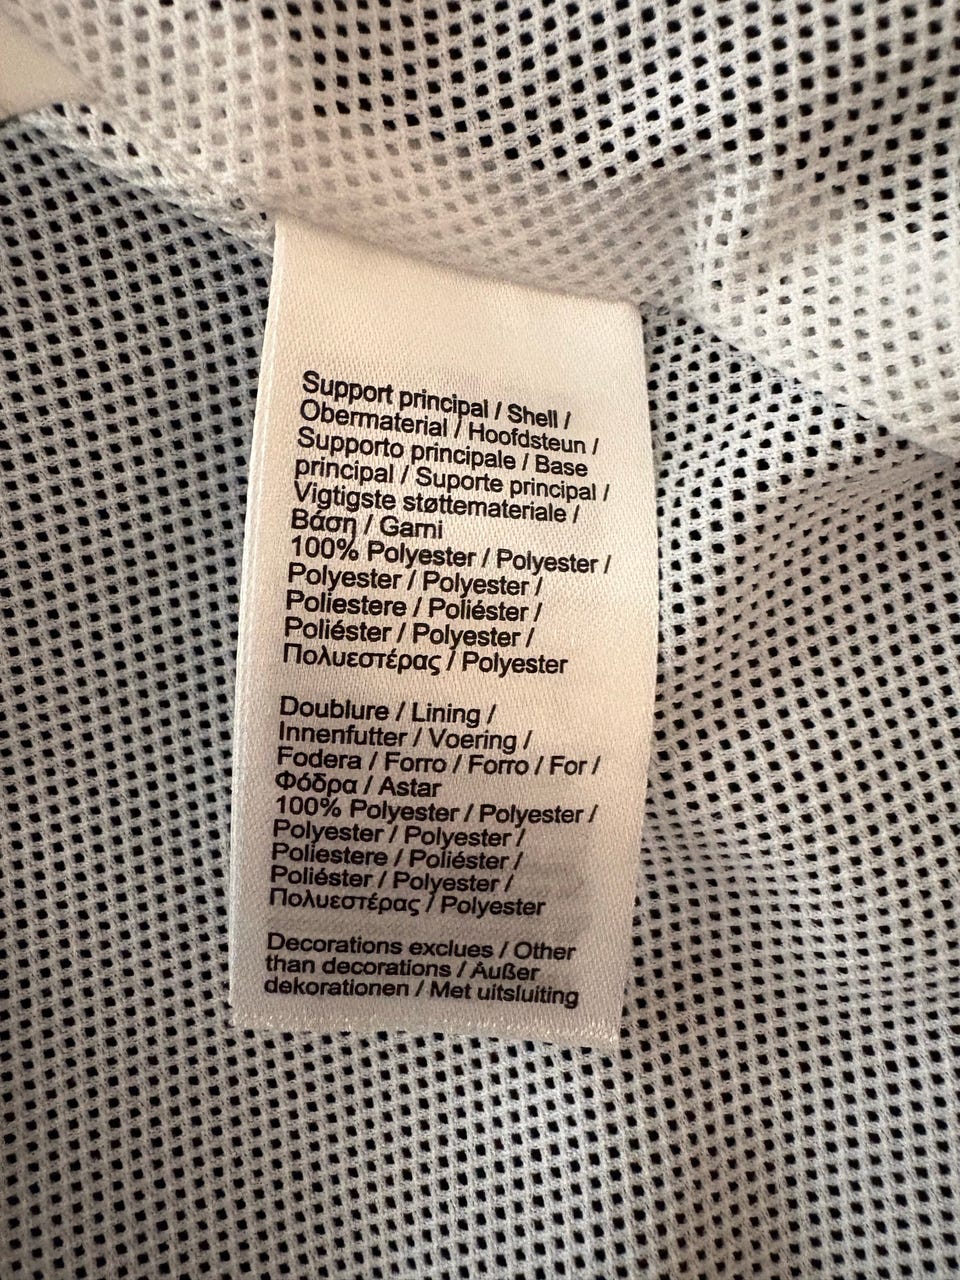 Support principal / Shell /
Obermaterial / Hoofdsteun /
Supporto principale / Base
principal / Suporte principal /
Vigtigste støttemateriale /
Βάση / Garni
100% Polyester / Polyester /
Polyester / Polyester /
Poliestere / Poliéster /
Poliéster / Polyester /
Πολυεστέρας / Polyester
Doublure / Lining /
Innenfutter / Voering /
Fodera / Forro / Forro / For /
Φόδρα / Astar
100% Polyester / Polyester /
Polyester / Polyester /
Poliestere / Poliéster /
Poliéster / Polyester /
Πολυεστέρας / Polyester
Decorations exclues / Other
than decorations / Außer
dekorationen / Met uitsluiting